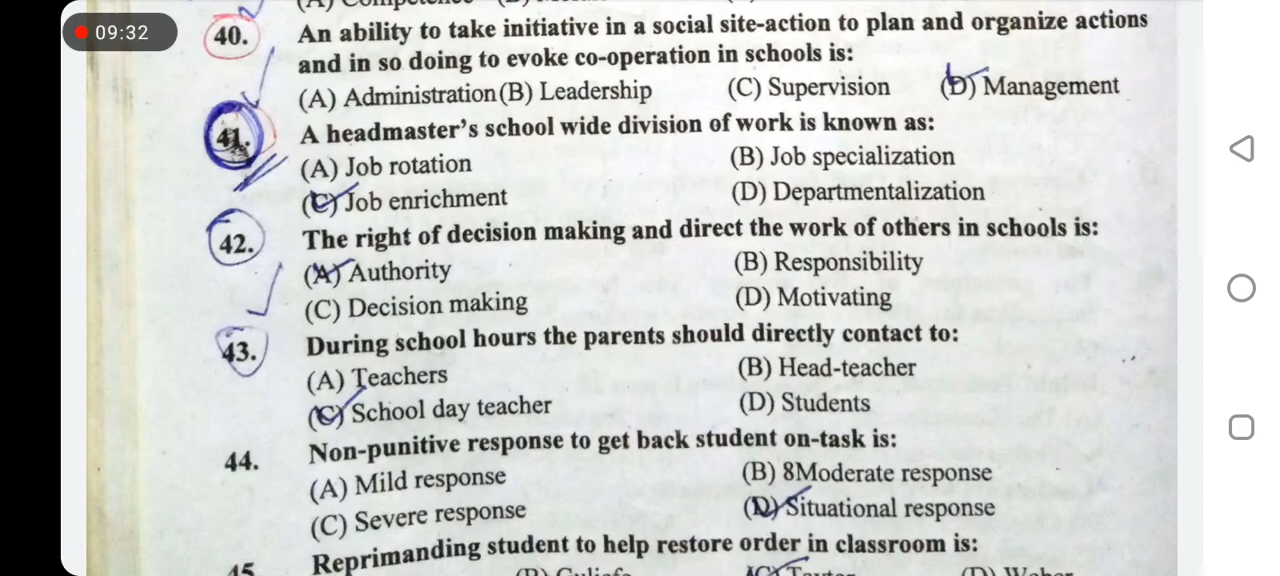 09:32
40. An ability to take initiative in a social site-action to plan and organize actions
and in so doing to evoke co-operation in schools is:
(A) Administration (B) Leadership (C) Supervision (D) Management
41. A headmaster's school wide division of work is known as:
(A) Job rotation (B) Job specialization
(C) Job enrichment (D) Departmentalization
42. The right of decision making and direct the work of others in schools is:
(A) Authority (B) Responsibility
(C) Decision making (D) Motivating
43. During school hours the parents should directly contact to:
(A) Teachers (B) Head-teacher
(C) School day teacher (D) Students
44. Non-punitive response to get back student on-task is:
(A) Mild response (B) 8Moderate response
(C) Severe response (D) Situational response
45 Reprimanding student to help restore order in classroom is: